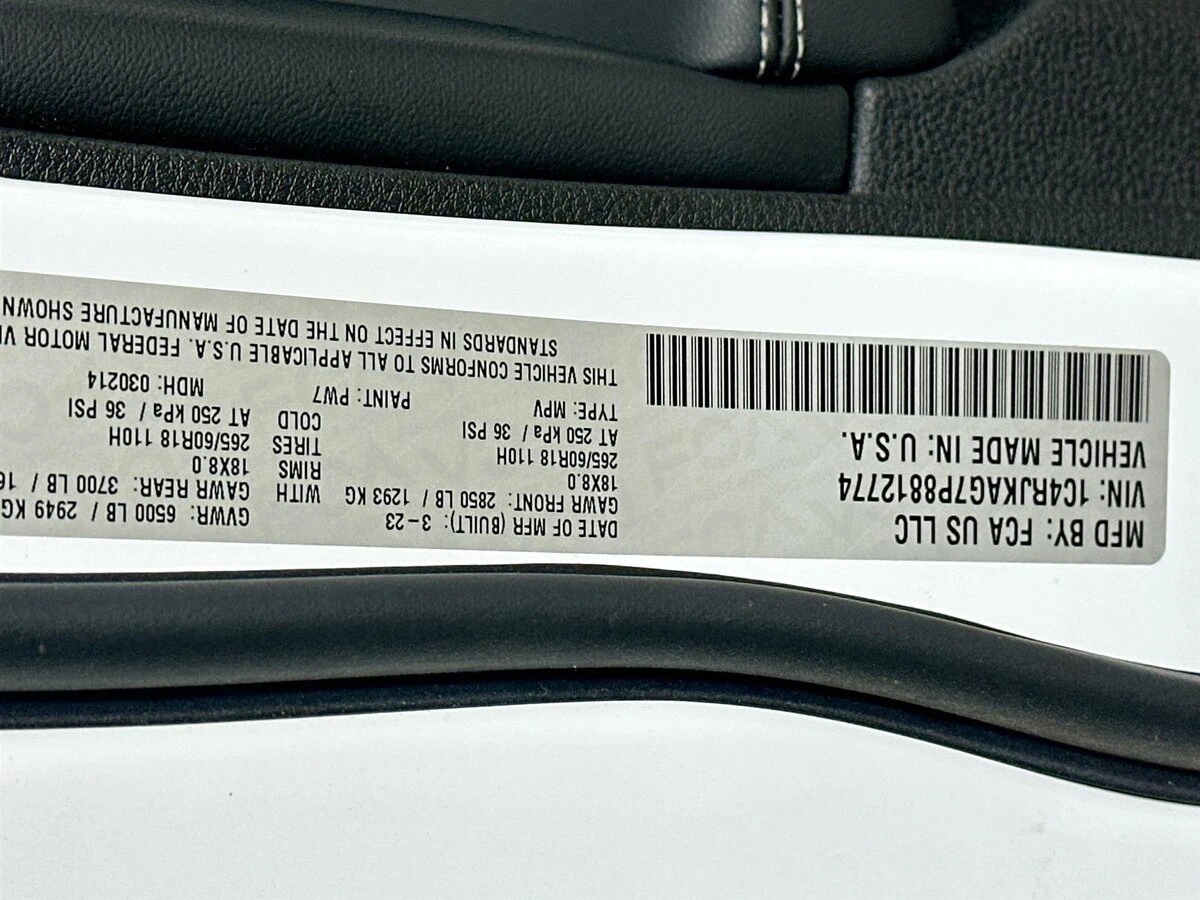 MFD BY: FCA US LLC
VIN: 1C4RJKAG7P8812774
VEHICLE MADE IN: U.S.A.
DATE OF MFR (BUILT): 3-23 GVWR: 6500 LB / 2949 KG
GAWR FRONT: 2850 LB / 1293 KG WITH GAWR REAR: 3700 LB / 16
18X8.0 RIMS 18X8.0
265/60R18 110H TIRES 265/60R18 110H
AT 250 kPa / 36 PSI COLD AT 250 kPa / 36 PSI
TYPE: MPV PAINT: PW7 MDH: 030214
THIS VEHICLE CONFORMS TO ALL APPLICABLE U.S.A. FEDERAL MOTOR
STANDARDS IN EFFECT ON THE DATE OF MANUFACTURE SHOWN